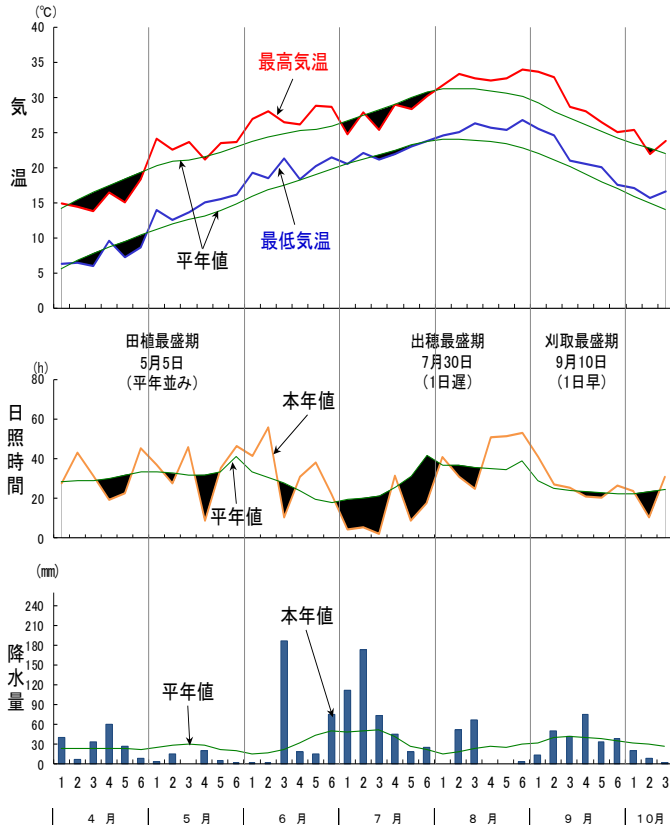 (℃)
40
35
30
25
20
15
10
5
0
気温
最高気温
平年値
最低気温
田植最盛期
5月5日
(平年並み)
出穂最盛期
7月30日
(1日遅)
刈取最盛期
9月10日
(1日早)
(h)
80
60
40
20
0
日照時間
本年値
平年値
(mm)
240
210
180
150
120
90
60
30
0
降水量
本年値
平年値
1 2 3 4 5 6 1 2 3 4 5 6 1 2 3 4 5 6 1 2 3 4 5 6 1 2 3 4 5 6 1 2 3 4 5 6 1 2 3
4 月 5 月 6 月 7 月 8 月 9 月 10月